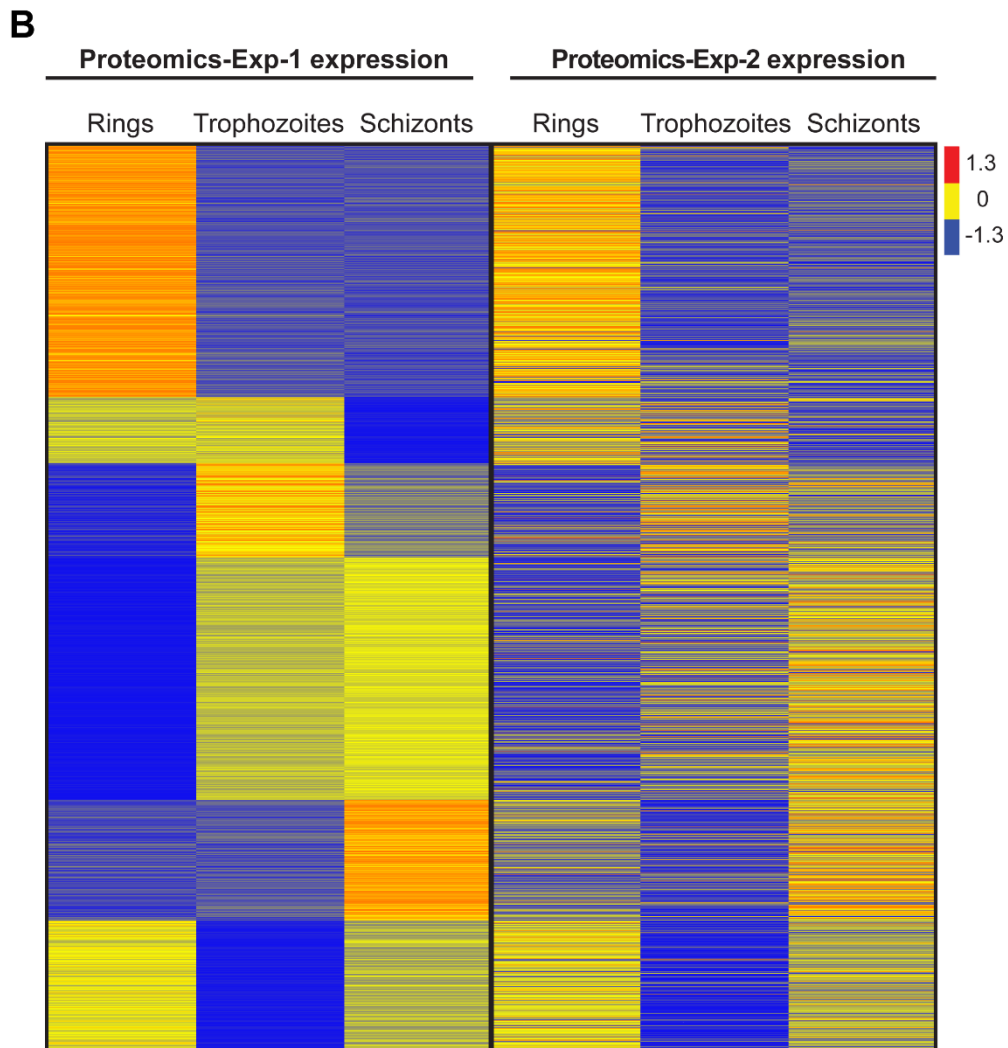 B
Proteomics-Exp-1 expression Proteomics-Exp-2 expression
Rings Trophozoites Schizonts Rings Trophozoites Schizonts
1.3
0
-1.3